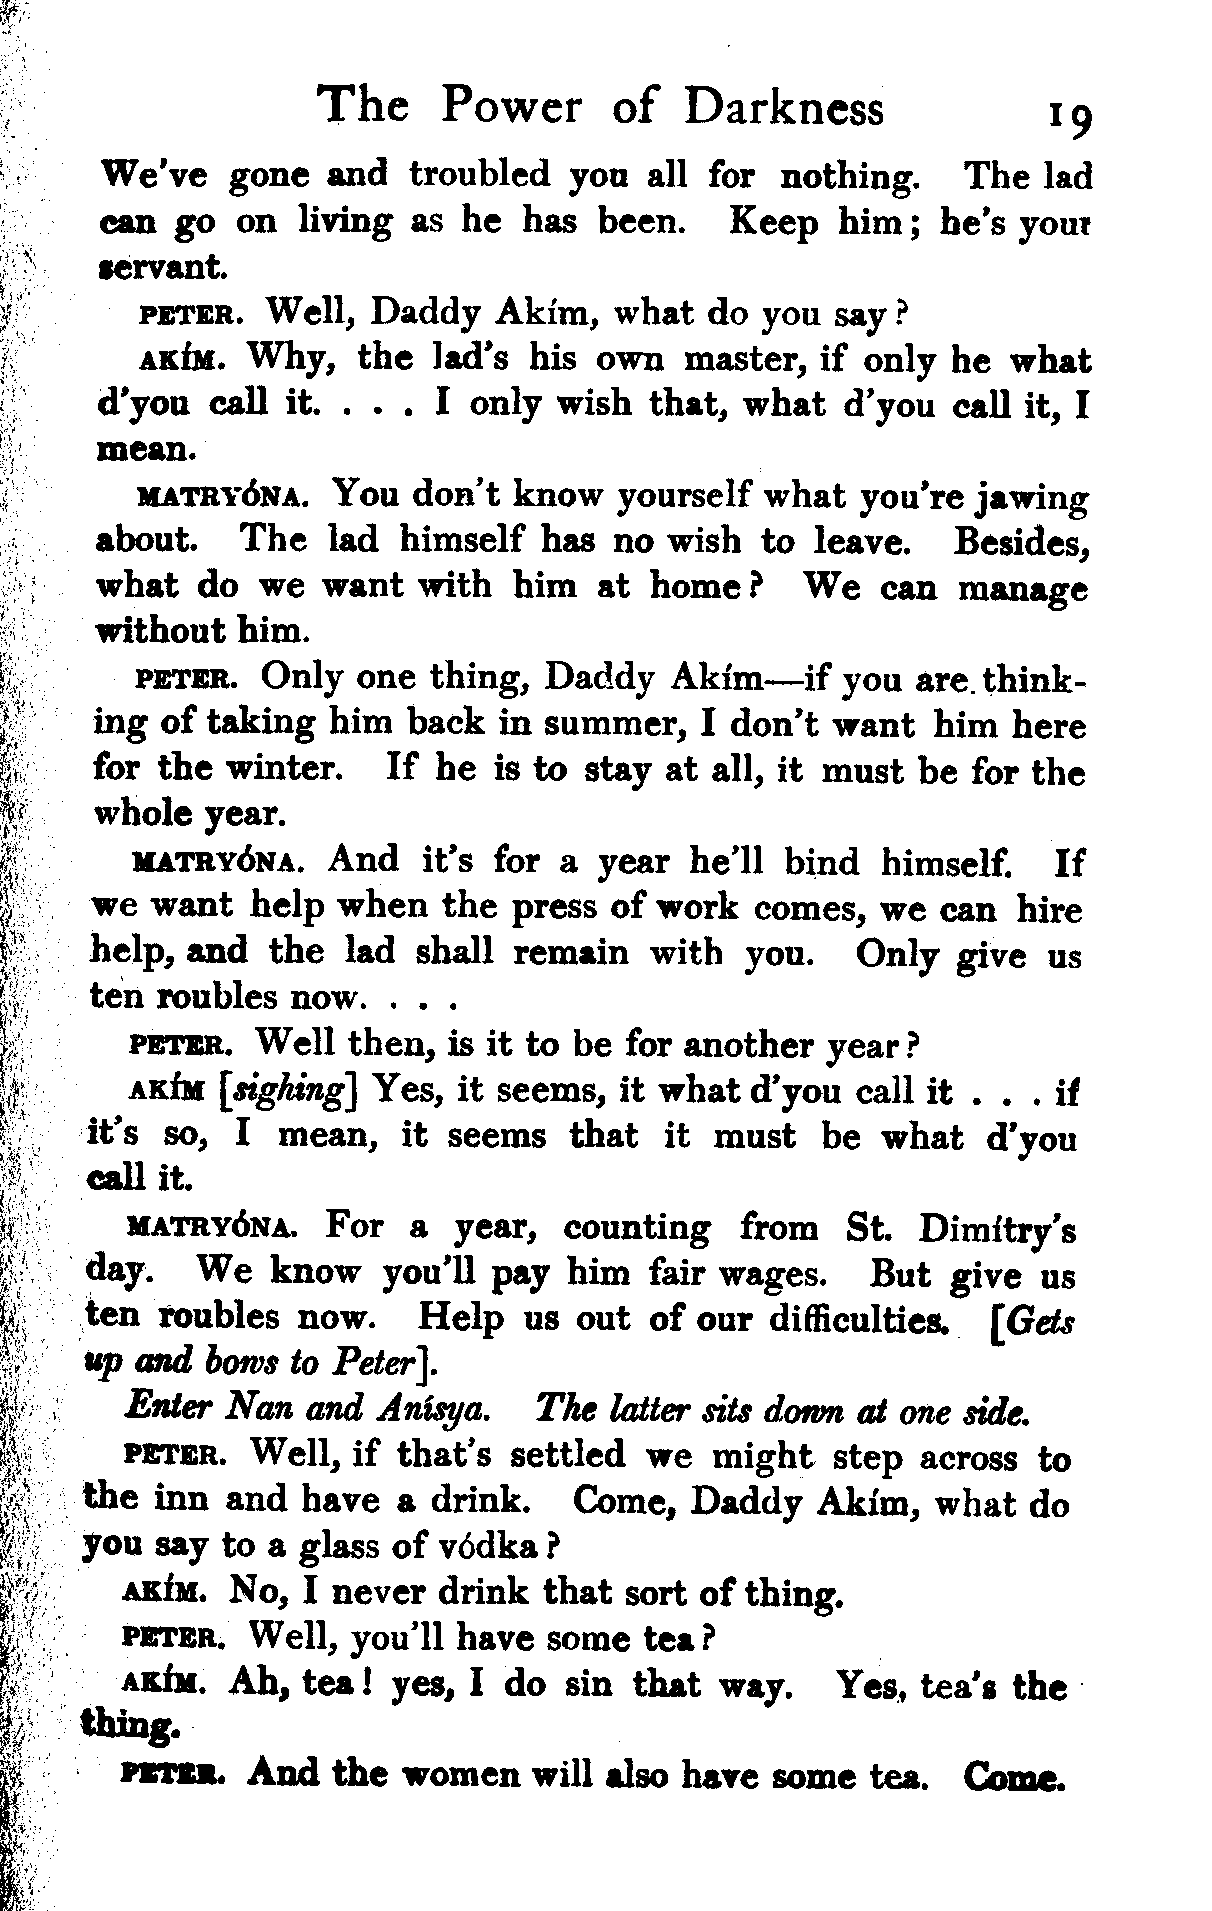 The Power of Darkness 19
We've gone and troubled you all for nothing. The lad
can go on living as he has been. Keep him; he's your
servant.
PETER. Well, Daddy Akím, what do you say?
AKÍM. Why, the lad's his own master, if only he what
d'you call it. . . . I only wish that, what d'you call it, I
mean.
MATRYÓNA. You don't know yourself what you're jawing
about. The lad himself has no wish to leave. Besides,
what do we want with him at home? We can manage
without him.
PETER. Only one thing, Daddy Akím—if you are think-
ing of taking him back in summer, I don't want him here
for the winter. If he is to stay at all, it must be for the
whole year.
MATRYÓNA. And it's for a year he'll bind himself. If
we want help when the press of work comes, we can hire
help, and the lad shall remain with you. Only give us
ten roubles now. . . .
PETER. Well then, is it to be for another year?
AKÍM [sighing] Yes, it seems, it what d'you call it . . . if
it's so, I mean, it seems that it must be what d'you
call it.
MATRYÓNA. For a year, counting from St. Dimítry's
day. We know you'll pay him fair wages. But give us
ten roubles now. Help us out of our difficulties. [Gets
up and bows to Peter].
Enter Nan and Anísya. The latter sits down at one side.
PETER. Well, if that's settled we might step across to
the inn and have a drink. Come, Daddy Akím, what do
you say to a glass of vódka?
AKÍM. No, I never drink that sort of thing.
PETER. Well, you'll have some tea?
AKÍM. Ah, tea! yes, I do sin that way. Yes, tea's the
thing.
PETER. And the women will also have some tea. Come.